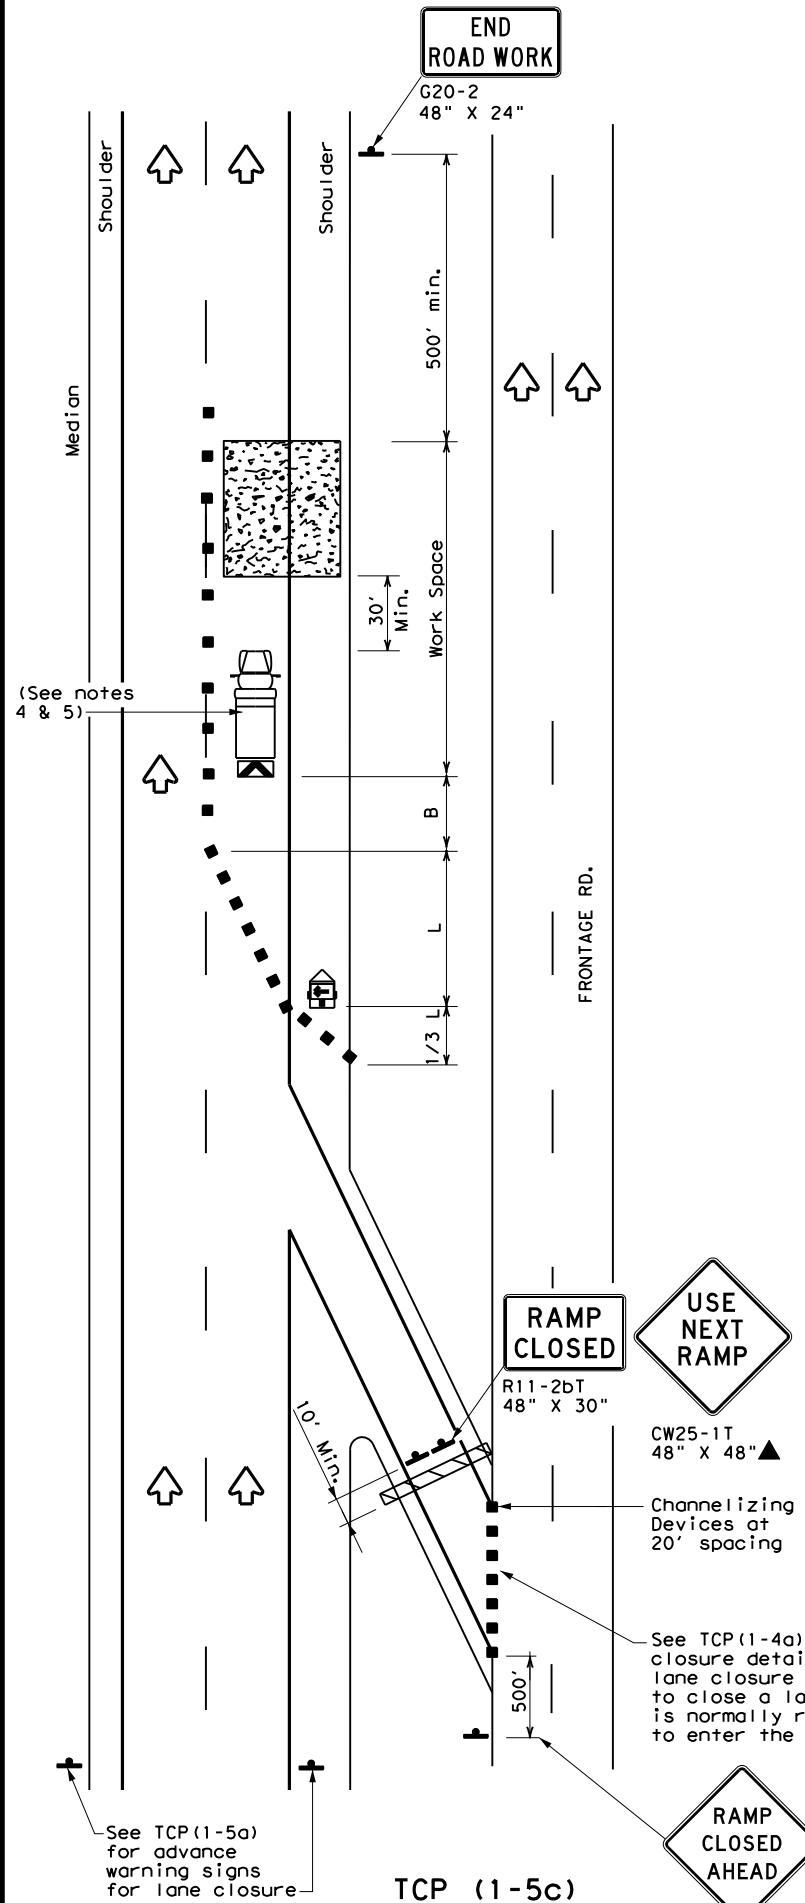 END
ROAD WORK
G20-2
48" X 24"
Shoulder
Shoulder
500' min.
Median
30'
Min.
Work Space
(See notes
4 & 5)
B
L
FRONTAGE RD.
1/3 L
RAMP
CLOSED
R11-2bT
48" X 30"
USE
NEXT
RAMP
CW25-1T
48" X 48"
10' Min.
Channelizing
Devices at
20' spacing
See TCP(1-4a)
closure detai
lane closure
to close a la
is normally r
to enter the
500'
See TCP(1-5a)
for advance
warning signs
for lane closure
RAMP
CLOSED
AHEAD
TCP (1-5c)